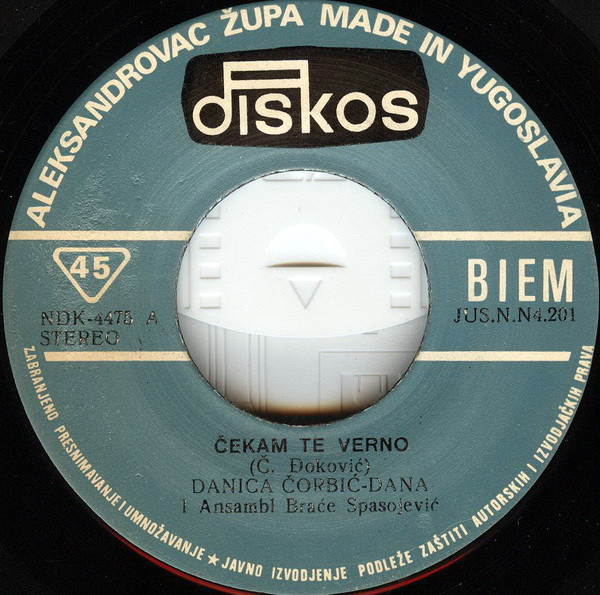 ALEKSANDROVAC ŽUPA MADE IN YUGOSLAVIA
diskos
45
BIEM
NDK-4475 A
JUS.N.N4.201
STEREO
ČEKAM TE VERNO
(Č. Đoković)
DANICA ČORBIĆ-DANA
i Ansambl Braće Spasojević
ZABRANJENO PRESNIMAVANJE I UMNOŽAVANJE ★ JAVNO IZVODJENJE PODLEŽE ZAŠTITI AUTORSKIH I IZVODJAČKIH PRAVA